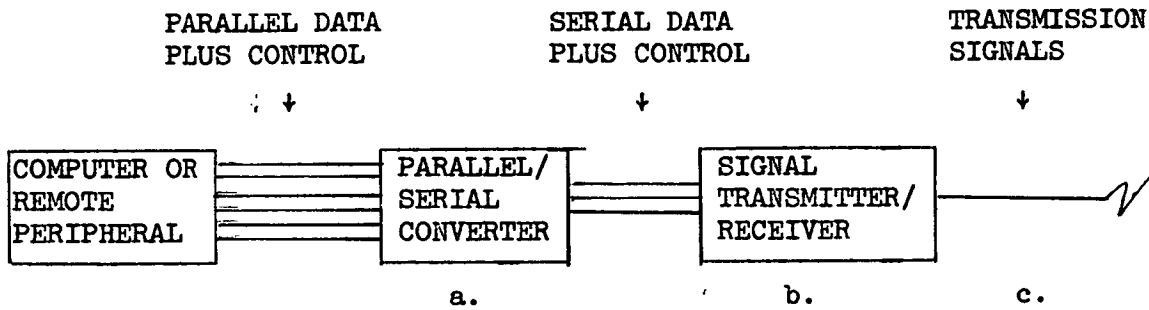 PARALLEL DATA
PLUS CONTROL
SERIAL DATA
PLUS CONTROL
TRANSMISSION
SIGNALS
COMPUTER OR
REMOTE
PERIPHERAL
PARALLEL/
SERIAL
CONVERTER
SIGNAL
TRANSMITTER/
RECEIVER
a.
b.
c.